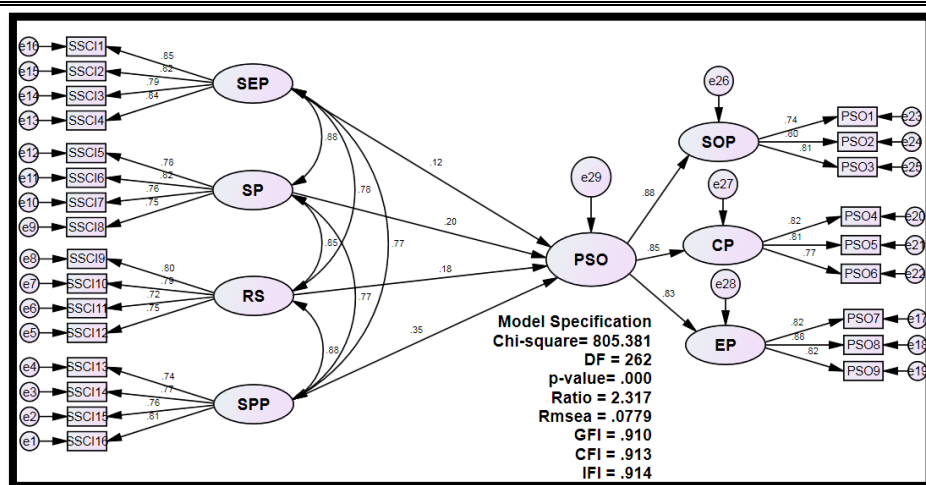 e16 SSCI1 .85
e15 SSCI2 .82
e14 SSCI3 .79
e13 SSCI4 .84
SEP
e12 SSCI5 .78
e11 SSCI6 .82
e10 SSCI7 .76
e9 SSCI8 .75
SP
e8 SSCI9 .80
e7 SSCI10 .79
e6 SSCI11 .72
e5 SSCI12 .75
RS
e4 SSCI13 .74
e3 SSCI14 .77
e2 SSCI15 .76
e1 SSCI16 .81
SPP
.88
.78
.77
.85
.77
.88
.12
.20
.18
.35
e29
PSO
.88
.85
.83
e26
SOP
.74 PSO1 e23
.80 PSO2 e24
.81 PSO3 e25
e27
CP
.82 PSO4 e20
.81 PSO5 e21
.77 PSO6 e22
e28
EP
.82 PSO7 e17
PSO8 e18
.82 PSO9 e19
Model Specification
Chi-square= 805.381
DF = 262
p-value= .000
Ratio = 2.317
Rmsea = .0779
GFI = .910
CFI = .913
IFI = .914